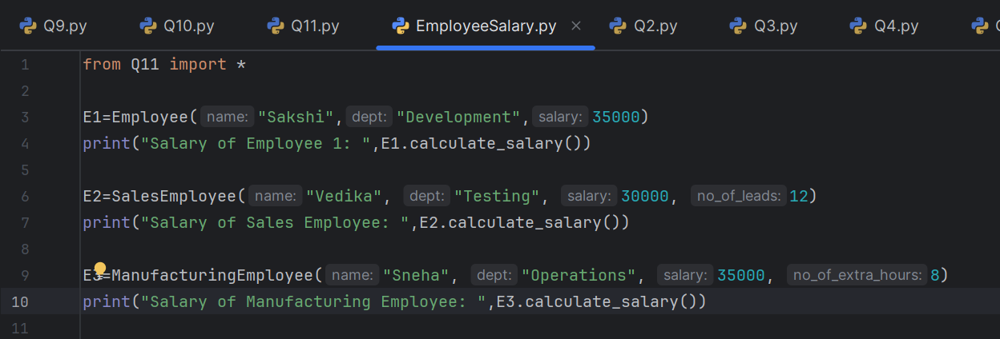 Q9.py Q10.py Q11.py EmployeeSalary.py × Q2.py Q3.py Q4.py
1 from Q11 import *
2
3 E1=Employee( name: "Sakshi", dept: "Development", salary: 35000)
4 print("Salary of Employee 1: ",E1.calculate_salary())
5
6 E2=SalesEmployee( name: "Vedika", dept: "Testing", salary: 30000, no_of_leads: 12)
7 print("Salary of Sales Employee: ",E2.calculate_salary())
8
9 E3=ManufacturingEmployee( name: "Sneha", dept: "Operations", salary: 35000, no_of_extra_hours: 8)
10 print("Salary of Manufacturing Employee: ",E3.calculate_salary())
11